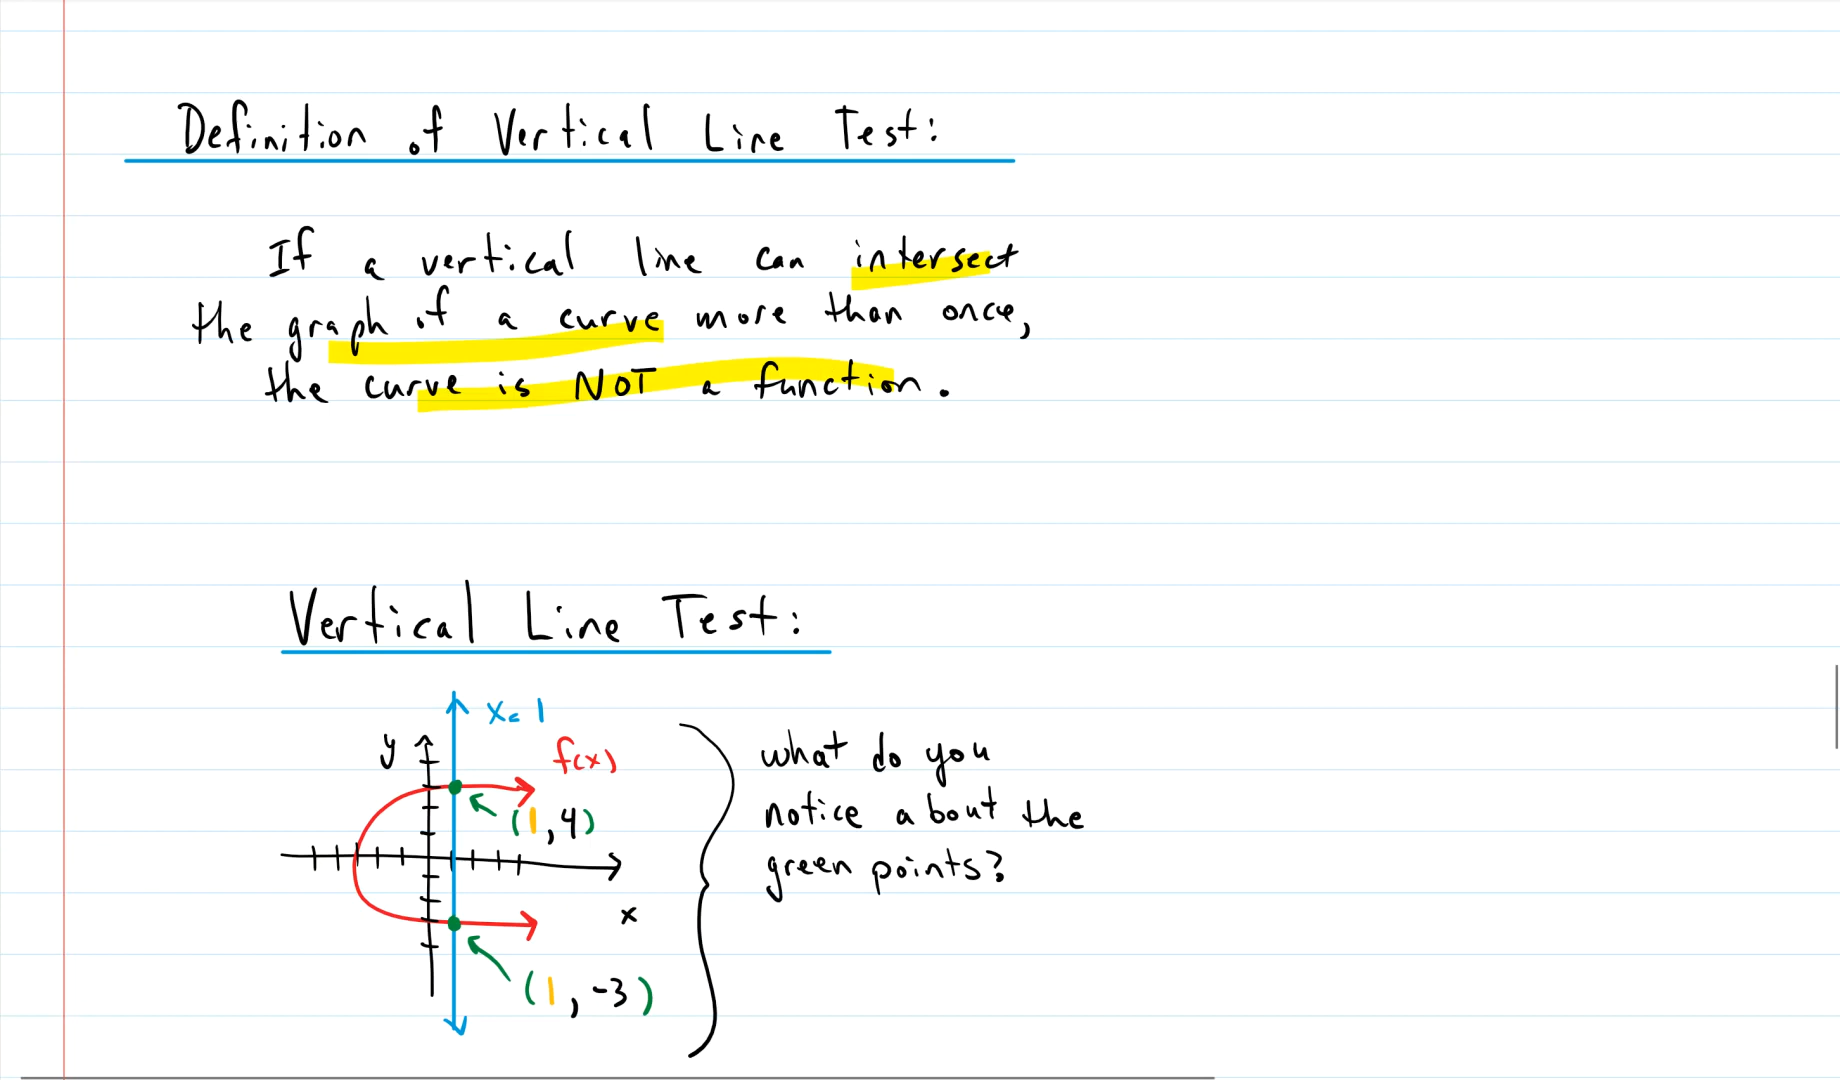 Definition of Vertical Line Test:
If a vertical line can intersect
the graph of a curve more than once,
the curve is NOT a function.
Vertical Line Test:
x=1
y
f(x)
(1,4)
x
(1,-3)
what do you
notice about the
green points?